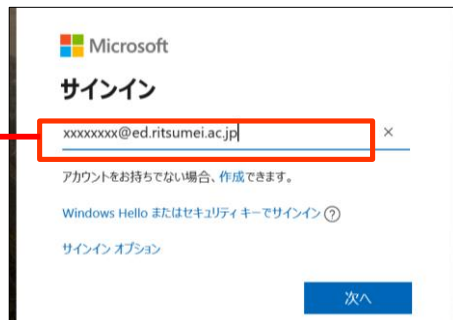 Microsoft
サインイン
xxxxxxxx@ed.ritsumei.ac.jp ×
アカウントをお持ちでない場合、作成できます。
Windows Hello またはセキュリティ キーでサインイン ?
サインイン オプション
次へ